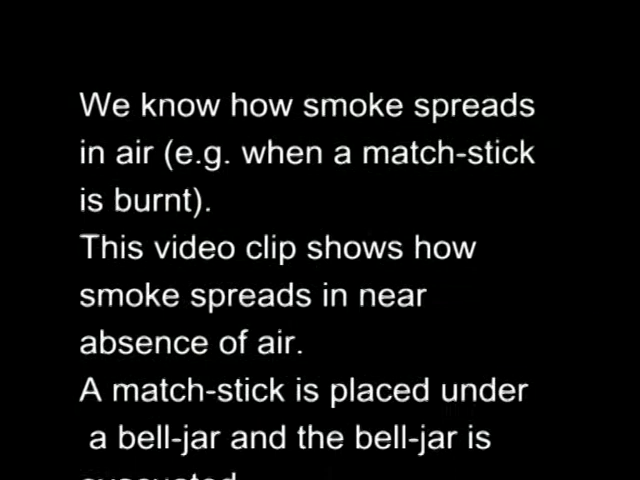 We know how smoke spreads
in air (e.g. when a match-stick
is burnt).
This video clip shows how
smoke spreads in near
absence of air.
A match-stick is placed under
a bell-jar and the bell-jar is